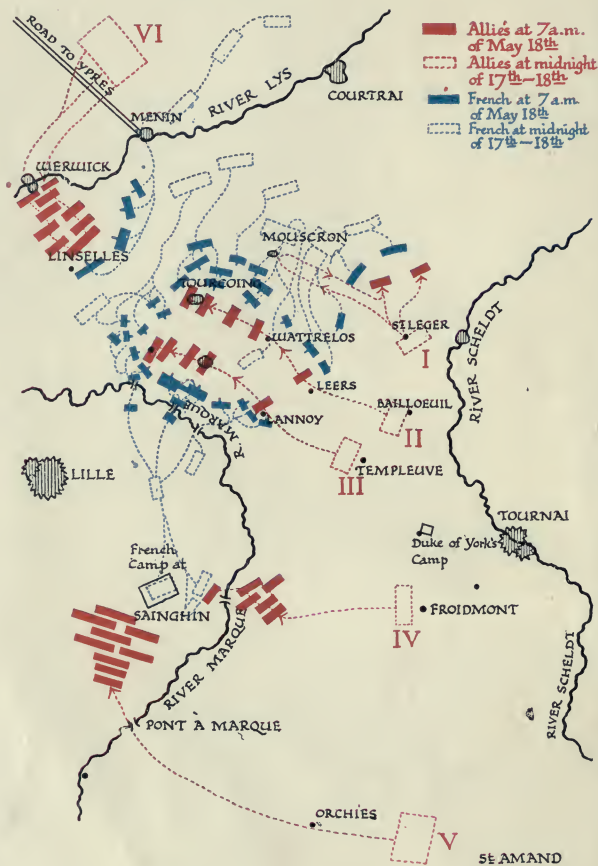 Allies at 7 a.m.
of May 18th
Allies at midnight
of 17th–18th
French at 7 a.m.
of May 18th
French at midnight
of 17th–18th
VI
ROAD TO YPRES
MENIN
RIVER LYS
COURTRAI
WERWICK
LINSELLES
MOUSCRON
TOURCOING
ST LEGER
I
WATTRELOS
LEERS
BAILLOEUIL
II
R. MARQUE
LANNOY
III
TEMPLEUVE
RIVER SCHELDT
LILLE
TOURNAI
Duke of York's
Camp
French
Camp at
SAINGHIN
IV
FROIDMONT
RIVER MARQUE
RIVER SCHELDT
PONT À MARQUE
ORCHIES
V
St AMAND